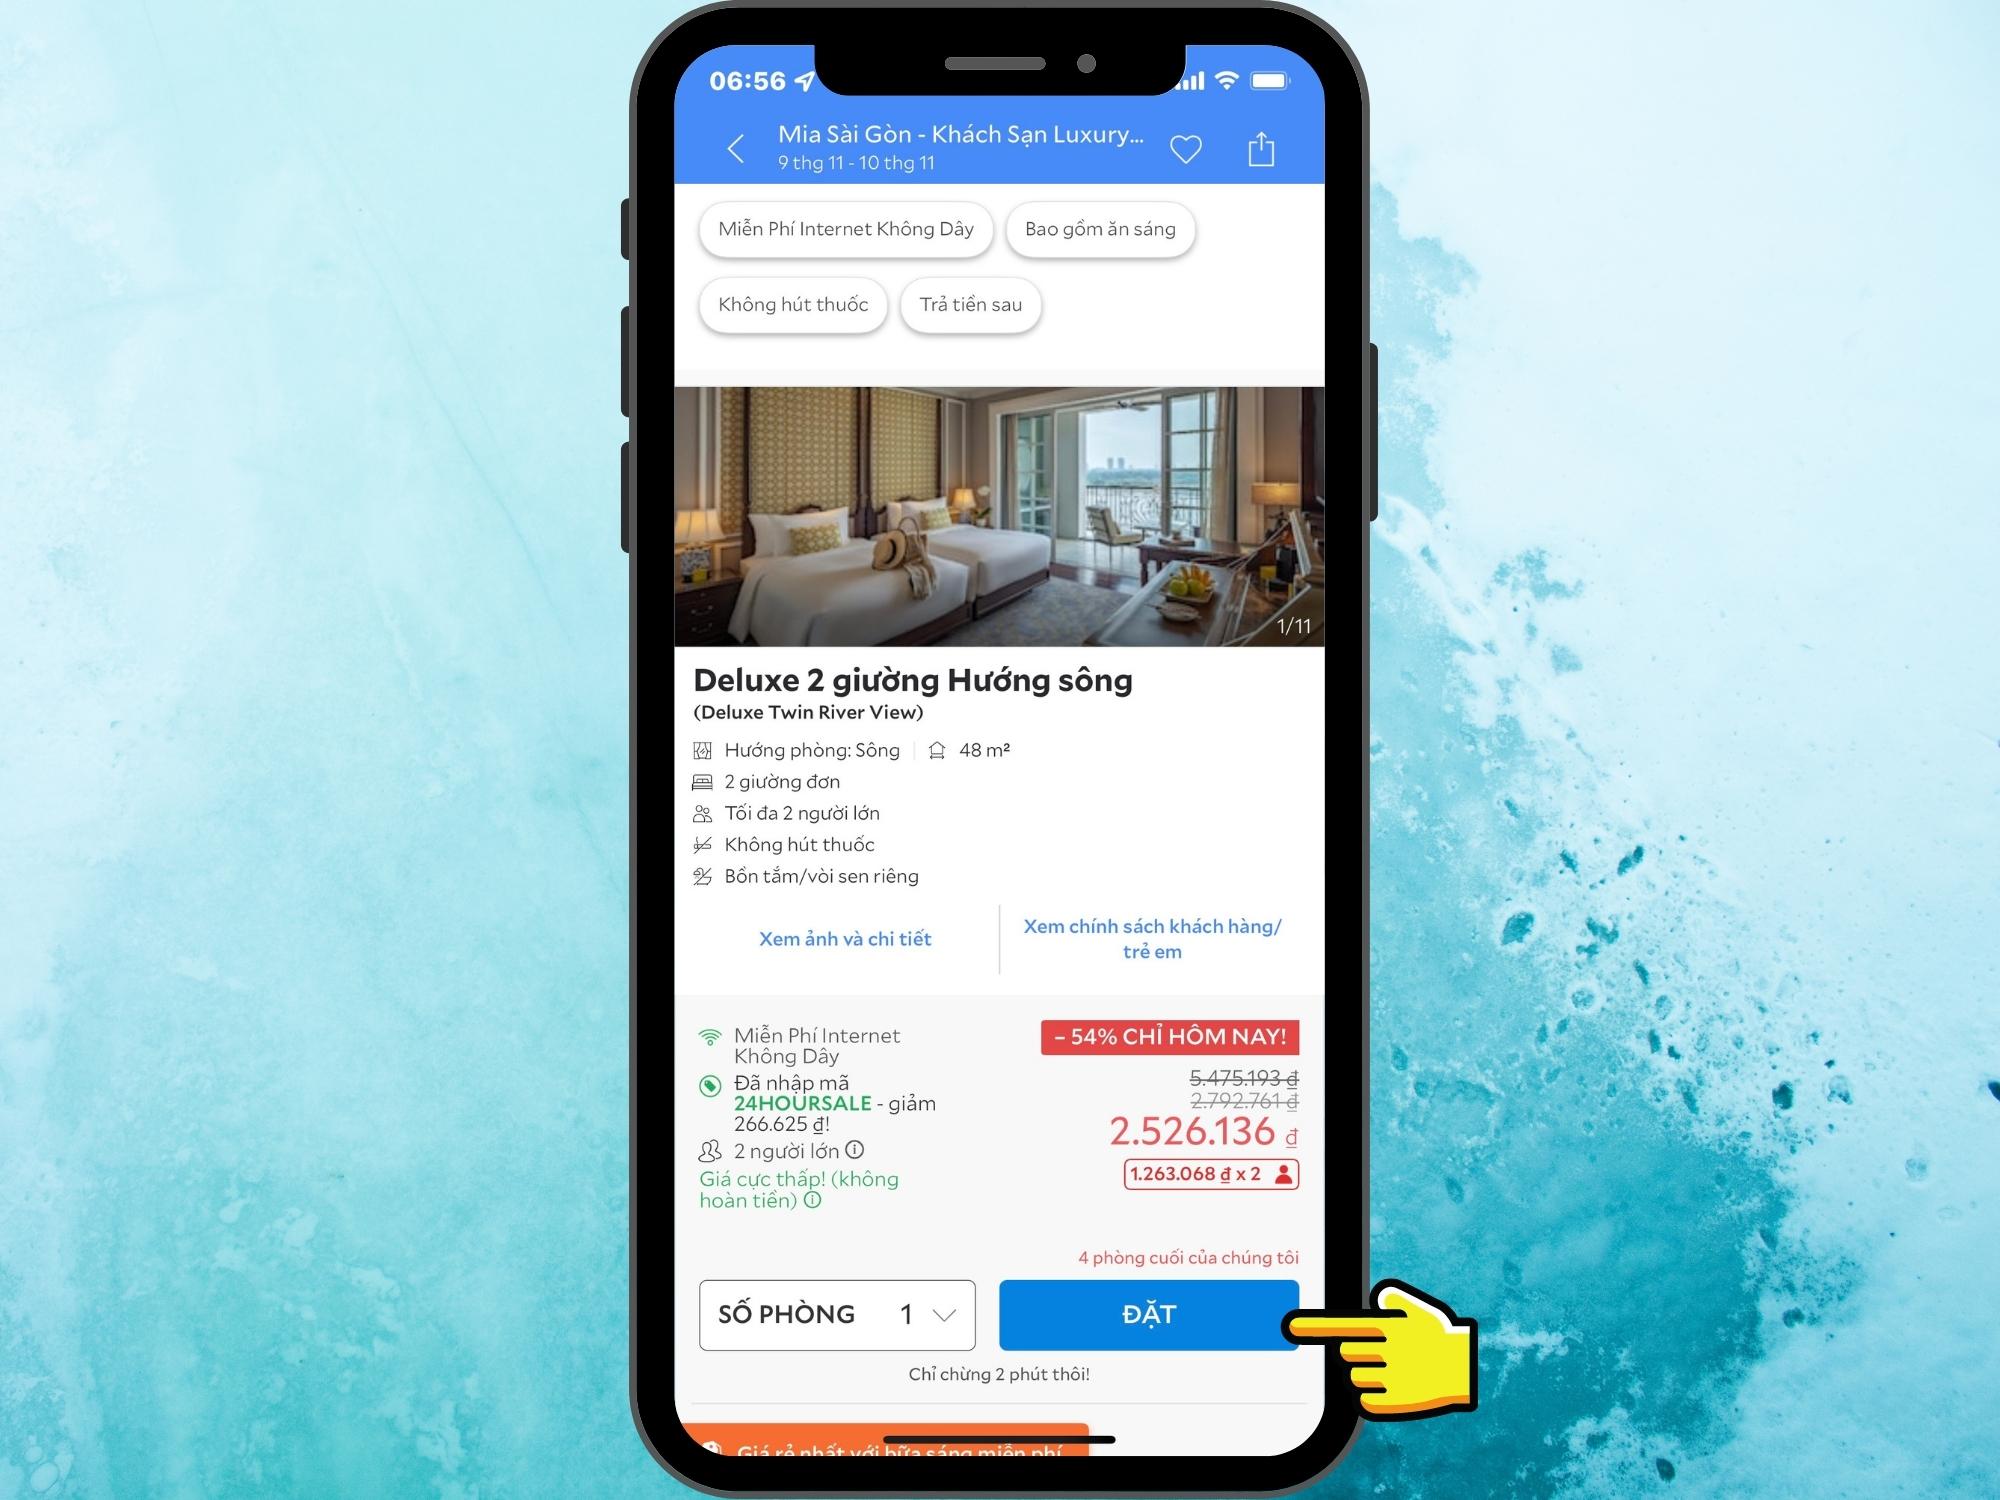 06:56
Mia Sài Gòn - Khách Sạn Luxury...
9 thg 11 - 10 thg 11
Miễn Phí Internet Không Dây
Bao gồm ăn sáng
Không hút thuốc
Trả tiền sau
1/11
Deluxe 2 giường Hướng sông
(Deluxe Twin River View)
Hướng phòng: Sông
48 m²
2 giường đơn
Tối đa 2 người lớn
Không hút thuốc
Bồn tắm/vòi sen riêng
Xem ảnh và chi tiết
Xem chính sách khách hàng/
trẻ em
Miễn Phí Internet
Không Dây
Đã nhập mã
24HOURSALE - giảm
266.625 ₫!
2 người lớn
Giá cực thấp! (không
hoàn tiền)
– 54% CHỈ HÔM NAY!
5.475.193 ₫
2.792.761 ₫
2.526.136 ₫
1.263.068 ₫ x 2
4 phòng cuối của chúng tôi
SỐ PHÒNG 1
ĐẶT
Chỉ chừng 2 phút thôi!
Giá rẻ nhất với bữa sáng miễn phí